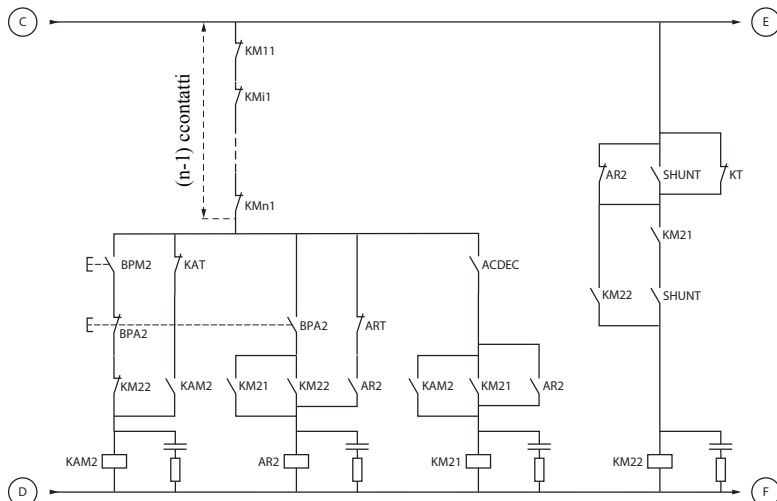 C
E
KM11
KMi1
(n-1) ccontatti
KMn1
AR2
SHUNT
KT
KM21
BPM2
KAT
ACDEC
KM22
SHUNT
BPA2
BPA2
ART
KM22
KAM2
KM21
KM22
AR2
KAM2
KM21
AR2
KAM2
AR2
KM21
KM22
D
F